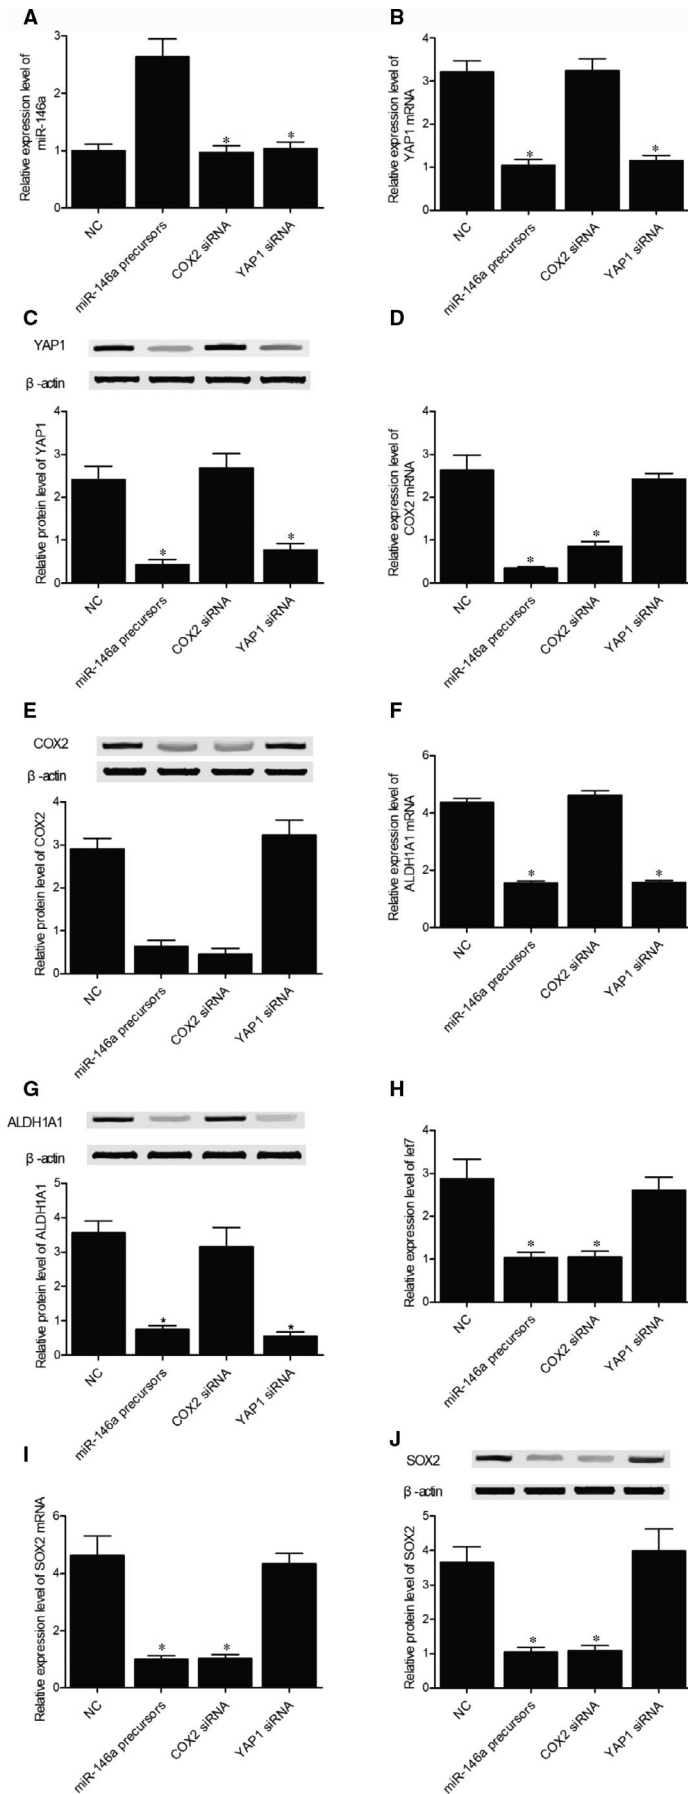 A
Relative expression level of
miR-146a
3
2
1
0
*
*
NC
miR-146a precursors
COX2 siRNA
YAP1 siRNA
B
Relative expression level of
YAP1 mRNA
4
3
2
1
0
*
*
NC
miR-146a precursors
COX2 siRNA
YAP1 siRNA
C
YAP1
β -actin
Relative protein level of YAP1
4
3
2
1
0
*
*
NC
miR-146a precursors
COX2 siRNA
YAP1 siRNA
D
Relative expression level of
COX2 mRNA
4
3
2
1
0
*
*
NC
miR-146a precursors
COX2 siRNA
YAP1 siRNA
E
COX2
β -actin
Relative protein level of COX2
4
3
2
1
0
NC
miR-146a precursors
COX2 siRNA
YAP1 siRNA
F
Relative expression level of
ALDH1A1 mRNA
6
4
2
0
*
*
NC
miR-146a precursors
COX2 siRNA
YAP1 siRNA
G
ALDH1A1
β -actin
Relative protein level of ALDH1A1
5
4
3
2
1
0
*
*
NC
miR-146a precursors
COX2 siRNA
YAP1 siRNA
H
Relative expression level of let7
4
3
2
1
0
*
*
NC
miR-146a precursors
COX2 siRNA
YAP1 siRNA
I
Relative expression level of SOX2 mRNA
6
4
2
0
*
*
NC
miR-146a precursors
COX2 siRNA
YAP1 siRNA
J
SOX2
β -actin
Relative protein level of SOX2
5
4
3
2
1
0
*
*
NC
miR-146a precursors
COX2 siRNA
YAP1 siRNA